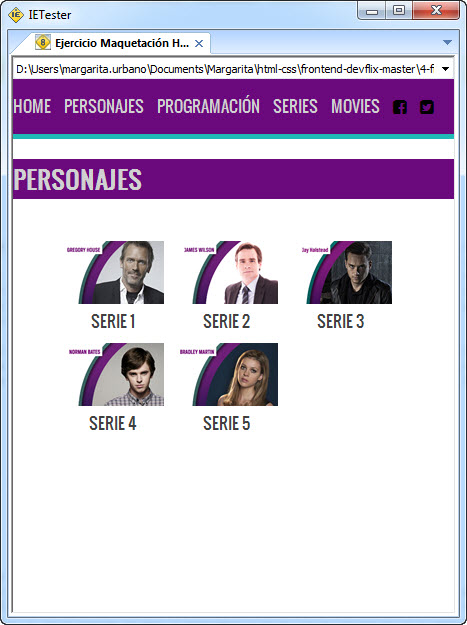 IETester
Ejercicio Maquetación H...
D:\Users\margarita.urbano\Documents\Margarita\html-css\frontend-devflix-master\4-f
HOME PERSONAJES PROGRAMACIÓN SERIES MOVIES
PERSONAJES
GREGORY HOUSE JAMES WILSON Jay Halstead
SERIE 1 SERIE 2 SERIE 3
NORMAN BATES BRADLEY MARTIN
SERIE 4 SERIE 5